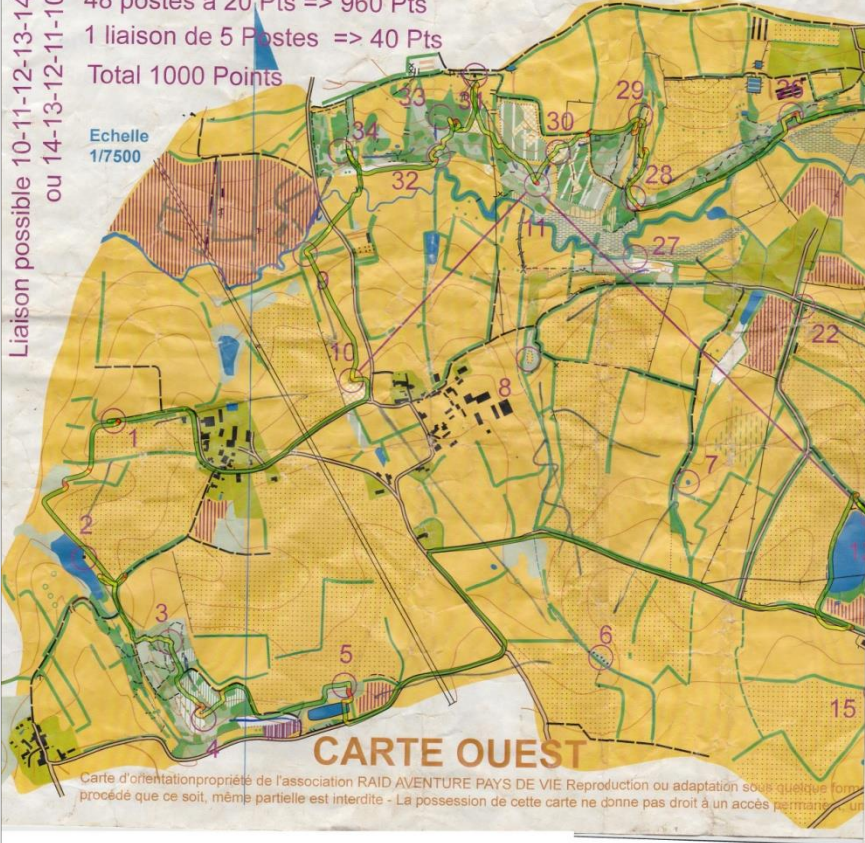 48 postes à 20 Pts => 960 Pts
1 liaison de 5 Postes => 40 Pts
Total 1000 Points
Liaison possible 10-11-12-13-14
ou 14-13-12-11-10
Echelle
1/7500
33
31
29
26
34
30
32
28
11
27
9
22
10
8
1
7
2
3
6
5
15
4
CARTE OUEST
Carte d'orientationpropriété de l'association RAID AVENTURE PAYS DE VIE Reproduction ou adaptation sous quelque
procédé que ce soit, même partielle est interdite - La possession de cette carte ne donne pas droit à un accès